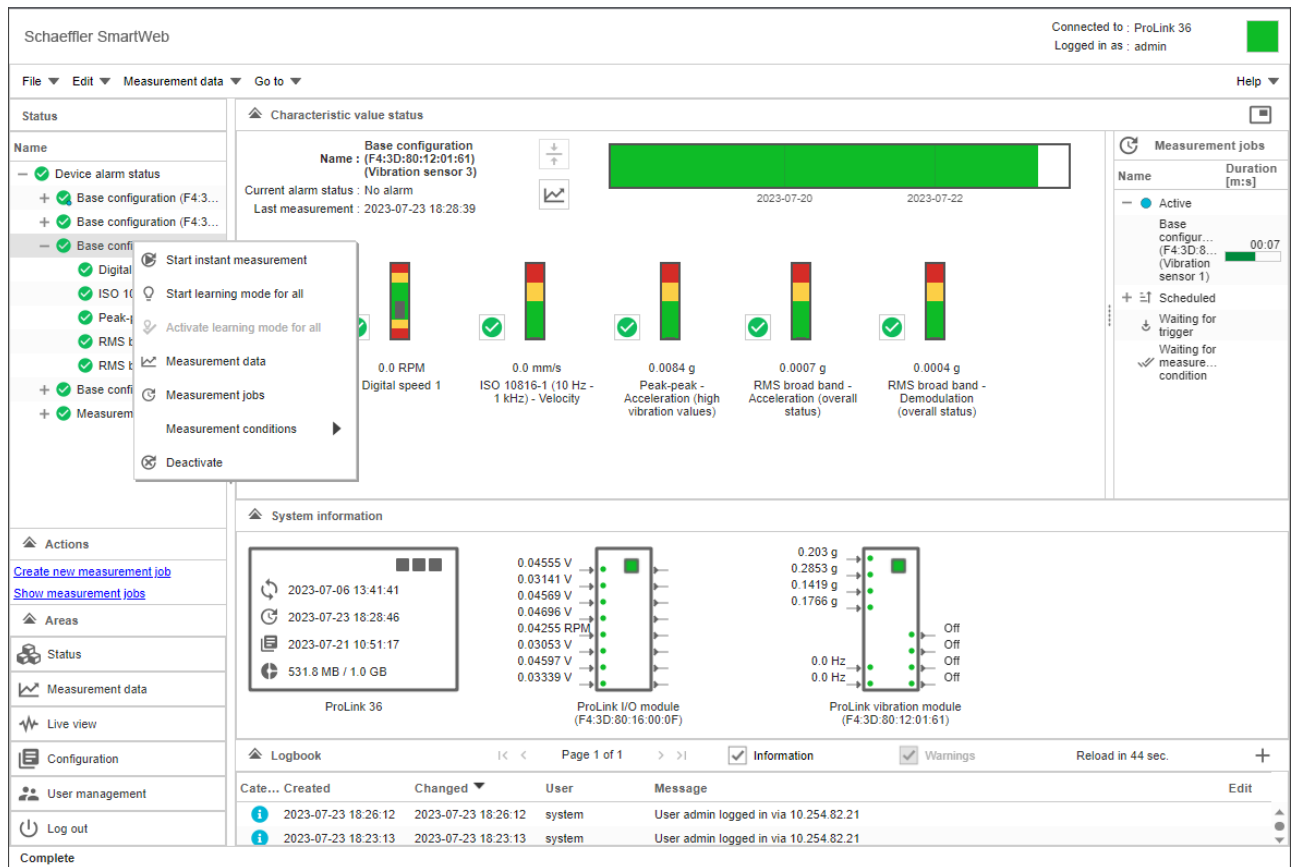 Schaeffler SmartWeb
Connected to : ProLink 36
Logged in as : admin
File Edit Measurement data Go to Help
Status
Name
Device alarm status
Base configuration (F4:3...
Base configuration (F4:3...
Base confi
Digital
ISO 10
Peak-p
RMS b
RMS b
Base confi
Measurem
Start instant measurement
Start learning mode for all
Activate learning mode for all
Measurement data
Measurement jobs
Measurement conditions
Deactivate
Characteristic value status
Name : Base configuration
(F4:3D:80:12:01:61)
(Vibration sensor 3)
Current alarm status : No alarm
Last measurement : 2023-07-23 18:28:39
2023-07-20 2023-07-22
0.0 RPM
Digital speed 1
0.0 mm/s
ISO 10816-1 (10 Hz -
1 kHz) - Velocity
0.0084 g
Peak-peak -
Acceleration (high
vibration values)
0.0007 g
RMS broad band -
Acceleration (overall
status)
0.0004 g
RMS broad band -
Demodulation
(overall status)
Measurement jobs
Name Duration
[m:s]
Active
Base
configur...
(F4:3D:8...
(Vibration
sensor 1)
00:07
Scheduled
Waiting for
trigger
Waiting for
measure...
condition
Actions
Create new measurement job
Show measurement jobs
Areas
Status
Measurement data
Live view
Configuration
User management
Log out
System information
2023-07-06 13:41:41
2023-07-23 18:28:46
2023-07-21 10:51:17
531.8 MB / 1.0 GB
ProLink 36
0.04555 V
0.03141 V
0.04569 V
0.04696 V
0.04255 RPM
0.03053 V
0.04597 V
0.03339 V
ProLink I/O module
(F4:3D:80:16:00:0F)
0.203 g
0.2853 g
0.1419 g
0.1766 g
0.0 Hz
0.0 Hz
Off
Off
Off
Off
ProLink vibration module
(F4:3D:80:12:01:61)
Logbook Page 1 of 1 Information Warnings Reload in 44 sec.
Cate... Created Changed User Message Edit
2023-07-23 18:26:12 2023-07-23 18:26:12 system User admin logged in via 10.254.82.21
2023-07-23 18:23:13 2023-07-23 18:23:13 system User admin logged in via 10.254.82.21
Complete